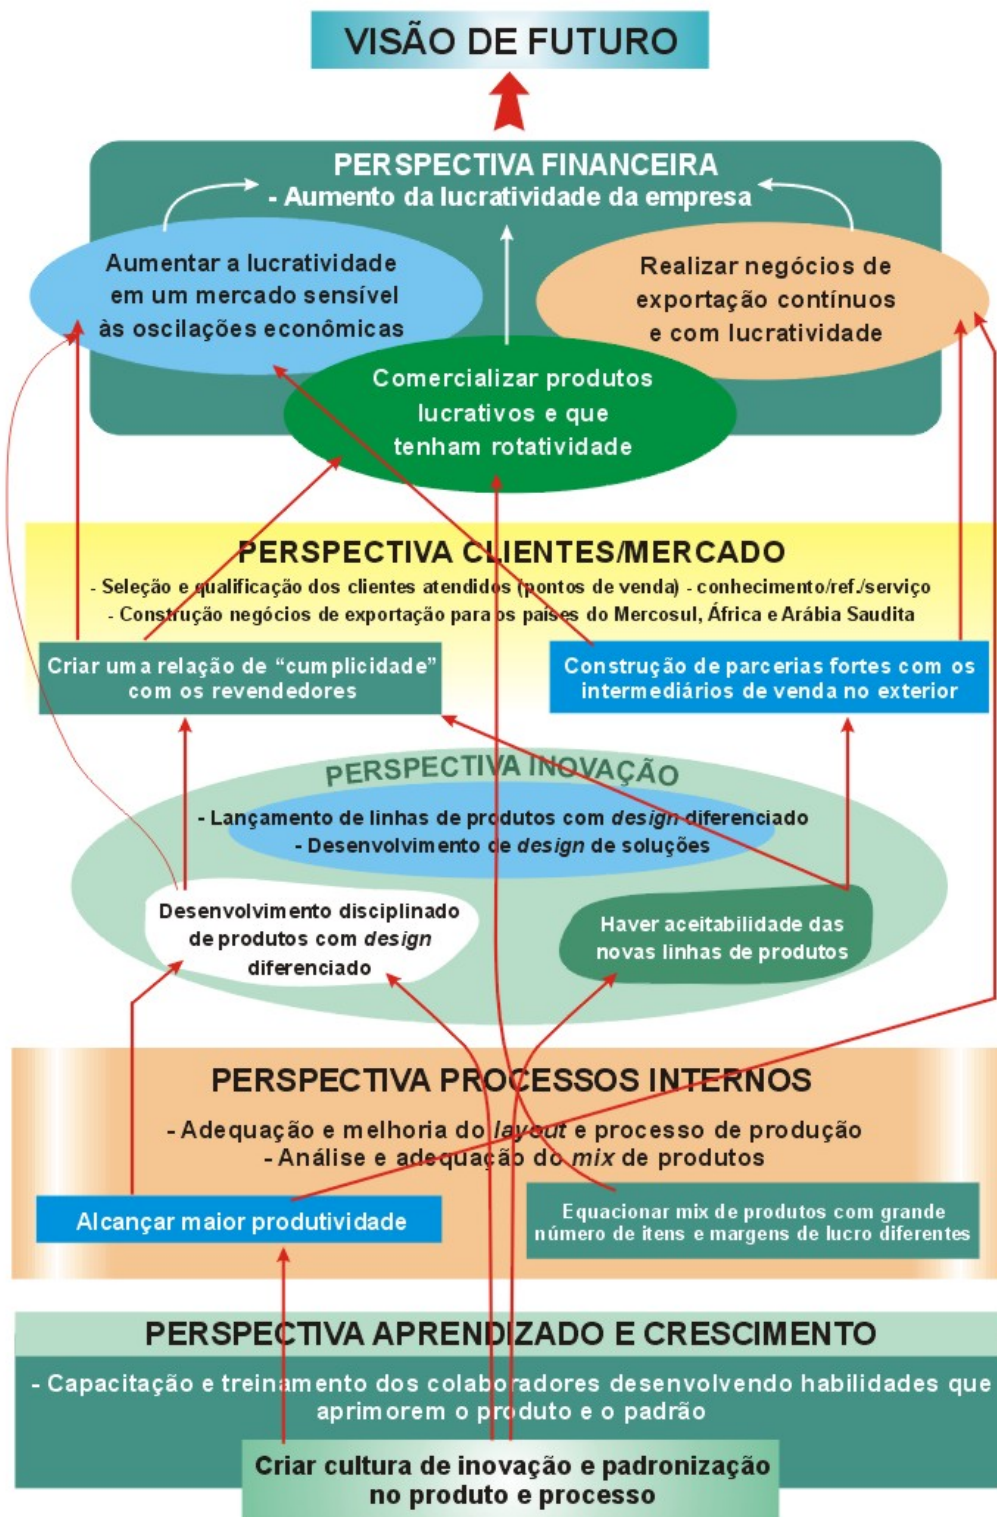 VISÃO DE FUTURO
PERSPECTIVA FINANCEIRA
- Aumento da lucratividade da empresa
Aumentar a lucratividade
em um mercado sensível
às oscilações econômicas
Realizar negócios de
exportação contínuos
e com lucratividade
Comercializar produtos
lucrativos e que
tenham rotatividade
PERSPECTIVA CLIENTES/MERCADO
- Seleção e qualificação dos clientes atendidos (pontos de venda) - conhecimento/ref./serviço
- Construção negócios de exportação para os países do Mercosul, África e Arábia Saudita
Criar uma relação de “cumplicidade”
com os revendedores
Construção de parcerias fortes com os
intermediários de venda no exterior
PERSPECTIVA INOVAÇÃO
- Lançamento de linhas de produtos com design diferenciado
- Desenvolvimento de design de soluções
Desenvolvimento disciplinado
de produtos com design
diferenciado
Haver aceitabilidade das
novas linhas de produtos
PERSPECTIVA PROCESSOS INTERNOS
- Adequação e melhoria do layout e processo de produção
- Análise e adequação do mix de produtos
Alcançar maior produtividade
Equacionar mix de produtos com grande
número de itens e margens de lucro diferentes
PERSPECTIVA APRENDIZADO E CRESCIMENTO
- Capacitação e treinamento dos colaboradores desenvolvendo habilidades que
aprimorem o produto e o padrão
Criar cultura de inovação e padronização
no produto e processo